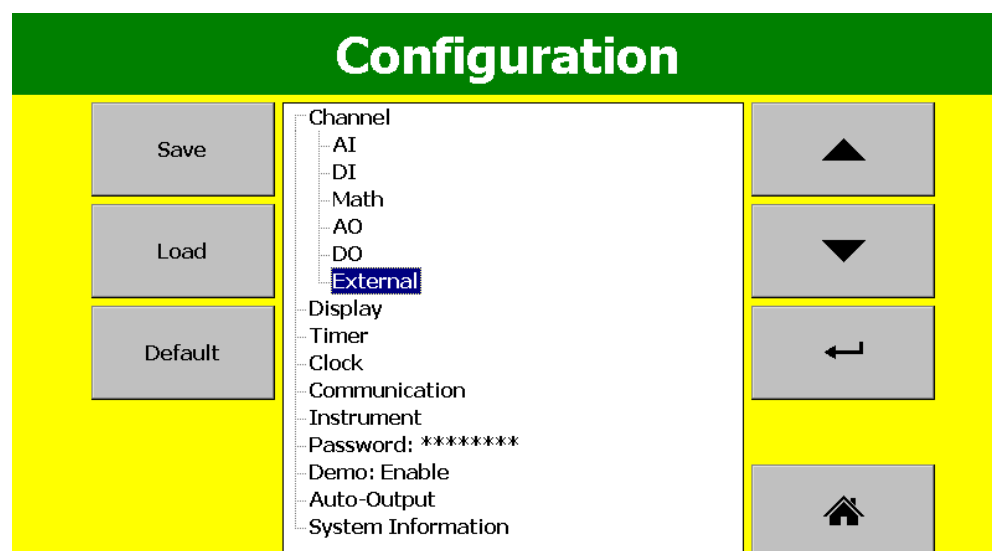 Configuration
Save
Load
Default
Channel
AI
DI
Math
AO
DO
External
Display
Timer
Clock
Communication
Instrument
Password: ********
Demo: Enable
Auto-Output
System Information